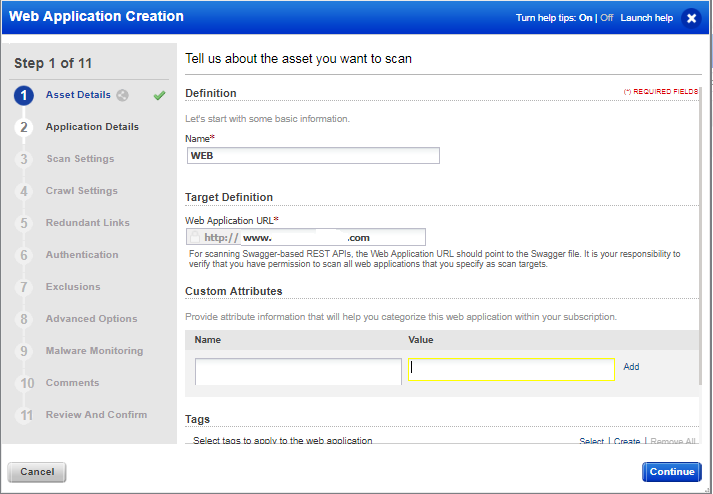 Web Application Creation
Turn help tips: On | Off Launch help
Step 1 of 11
1 Asset Details
2 Application Details
3 Scan Settings
4 Crawl Settings
5 Redundant Links
6 Authentication
7 Exclusions
8 Advanced Options
9 Malware Monitoring
10 Comments
11 Review And Confirm
Tell us about the asset you want to scan
Definition
(*) REQUIRED FIELDS
Let's start with some basic information.
Name*
WEB
Target Definition
Web Application URL*
http:// www. .com
For scanning Swagger-based REST APIs, the Web Application URL should point to the Swagger file. It is your responsibility to
verify that you have permission to scan all web applications that you specify as scan targets.
Custom Attributes
Provide attribute information that will help you categorize this web application within your subscription.
Name Value
Add
Tags
Select tags to apply to the web application
Select | Create | Remove All
Cancel
Continue